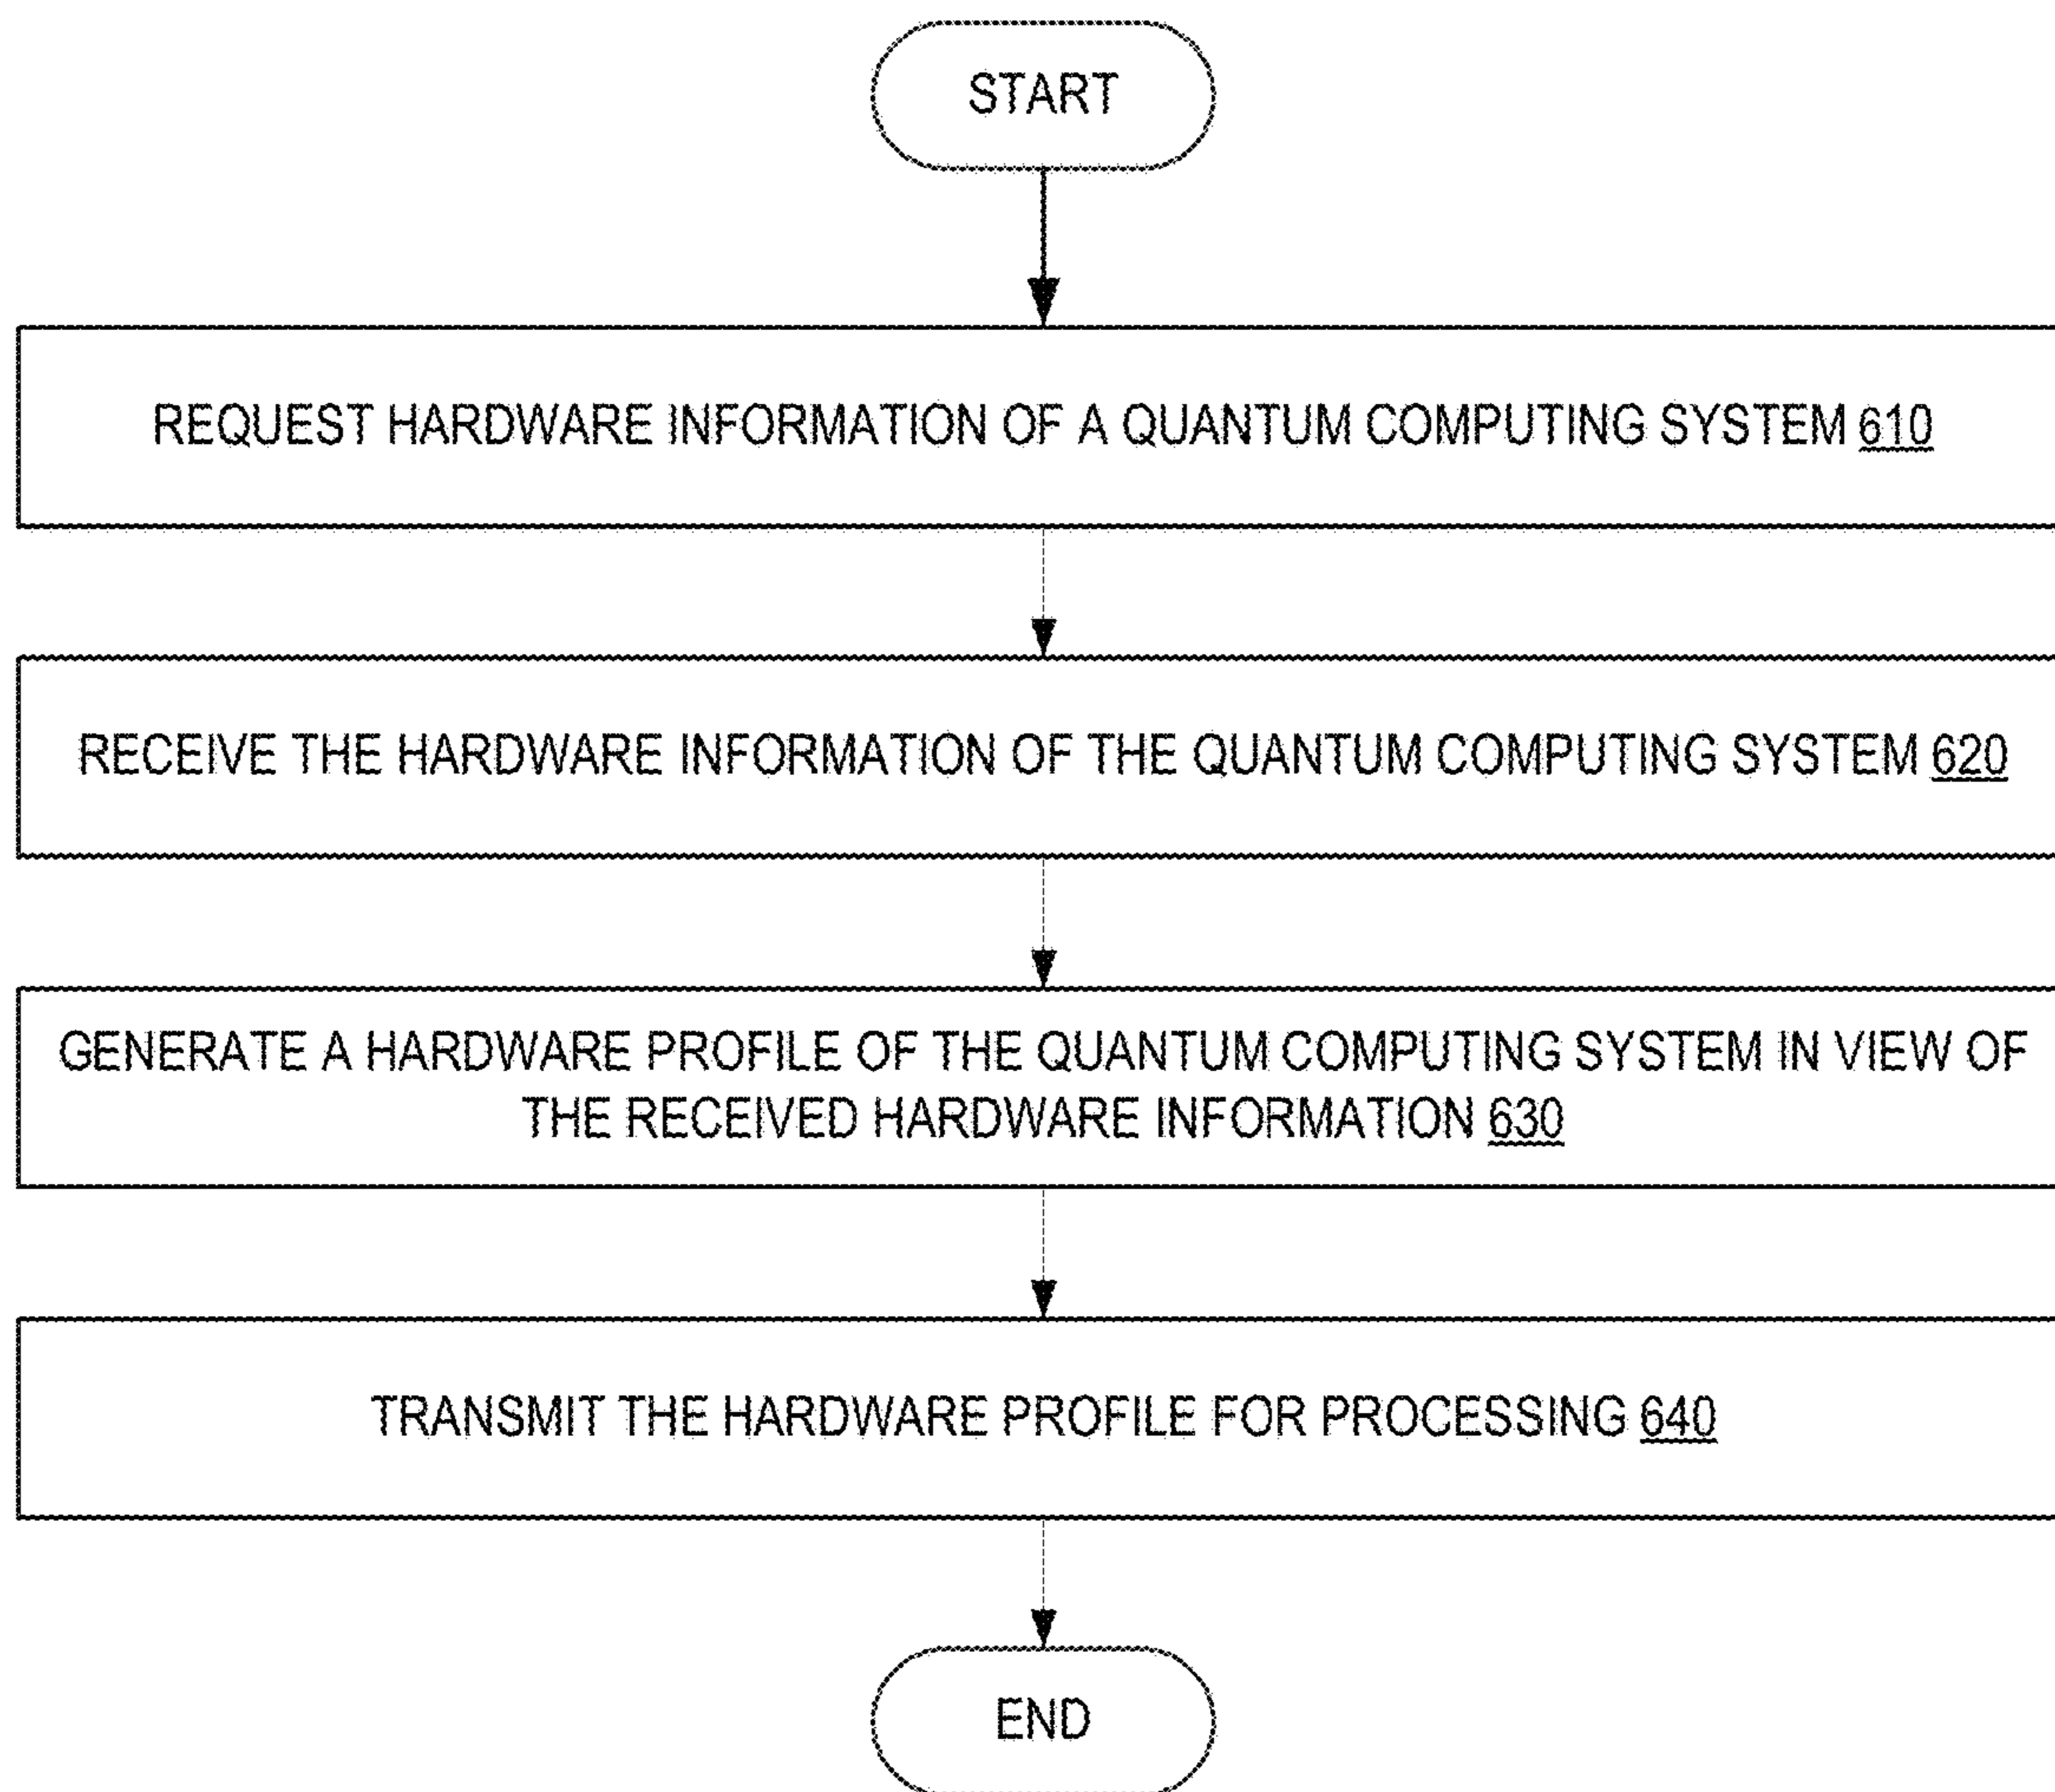 START
REQUEST HARDWARE INFORMATION OF A QUANTUM COMPUTING SYSTEM 610
RECEIVE THE HARDWARE INFORMATION OF THE QUANTUM COMPUTING SYSTEM 620
GENERATE A HARDWARE PROFILE OF THE QUANTUM COMPUTING SYSTEM IN VIEW OF
THE RECEIVED HARDWARE INFORMATION 630
TRANSMIT THE HARDWARE PROFILE FOR PROCESSING 640
END